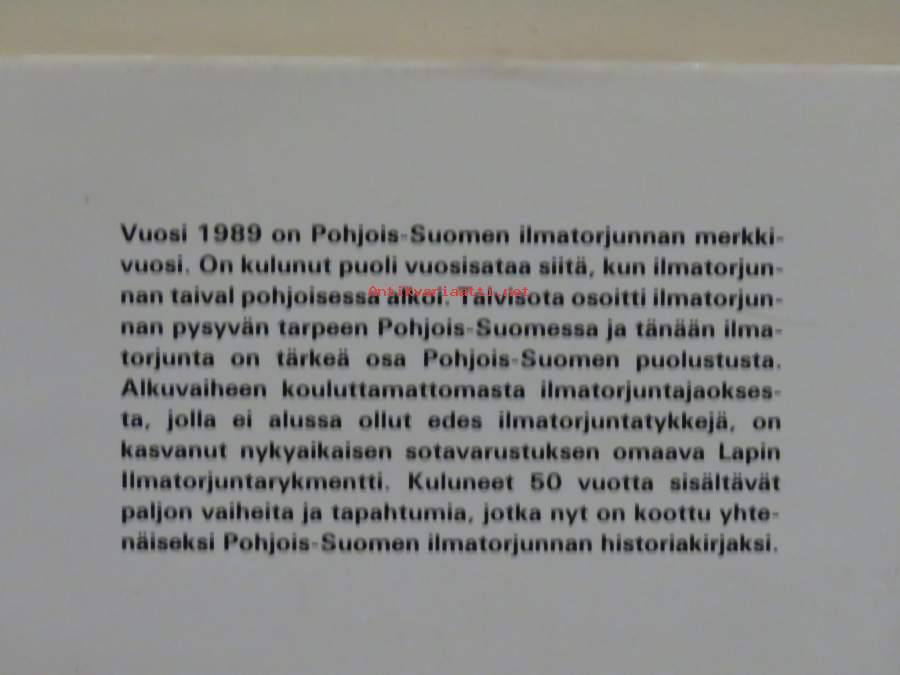 Vuosi 1989 on Pohjois-Suomen ilmatorjunnan merkki-
vuosi. On kulunut puoli vuosisataa siitä, kun ilmatorjun-
nan taival pohjoisessa alkoi. Talvisota osoitti ilmatorjun-
Antikvariaatti.net
nan pysyvän tarpeen Pohjois-Suomessa ja tänään ilma-
torjunta on tärkeä osa Pohjois-Suomen puolustusta.
Alkuvaiheen kouluttamattomasta ilmatorjuntajaokses-
ta, jolla ei alussa ollut edes ilmatorjuntatykkejä, on
kasvanut nykyaikaisen sotavarustuksen omaava Lapin
Ilmatorjuntarykmentti. Kuluneet 50 vuotta sisältävät
paljon vaiheita ja tapahtumia, jotka nyt on koottu yhte-
näiseksi Pohjois-Suomen ilmatorjunnan historiakirjaksi.